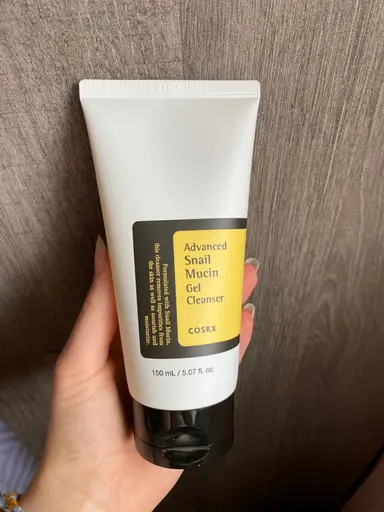 Advanced
Snail
Mucin
Gel
Cleanser
COSRX
Formulated with Snail Mucin,
this cleanser removes impurities from
the skin as well as nourish and
moisturize.
150 mL / 5.07 fl. oz.